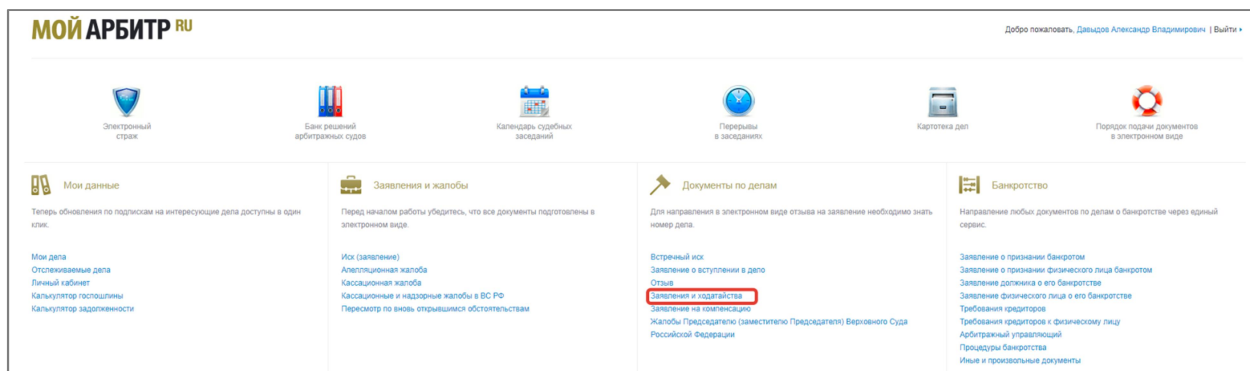 МОЙ АРБИТР RU
Добро пожаловать, Давыдов Александр Владимирович | Выйти
Электронный
страж
Банк решений
арбитражных судов
Календарь судебных
заседаний
Перерывы
в заседаниях
Картотека дел
Порядок подачи документов
в электронном виде
Мои данные
Теперь обновления по подпискам на интересующие дела доступны в один
клик.
Мои дела
Отслеживаемые дела
Личный кабинет
Калькулятор госпошлины
Калькулятор задолженности
Заявления и жалобы
Перед началом работы убедитесь, что все документы подготовлены в
электронном виде.
Иск (заявление)
Апелляционная жалоба
Кассационная жалоба
Кассационные и надзорные жалобы в ВС РФ
Пересмотр по вновь открывшимся обстоятельствам
Документы по делам
Для направления в электронном виде отзыва на заявление необходимо знать
номер дела.
Встречный иск
Заявление о вступлении в дело
Отзыв
Заявления и ходатайства
Заявление на компенсацию
Жалобы Председателю (заместителю Председателя) Верховного Суда
Российской Федерации
Банкротство
Направление любых документов по делам о банкротстве через единый
сервис.
Заявление о признании банкротом
Заявление о признании физического лица банкротом
Заявление должника о его банкротстве
Заявление физического лица о его банкротстве
Требования кредиторов
Требования кредиторов к физическому лицу
Арбитражный управляющий
Процедуры банкротства
Иные и произвольные документы